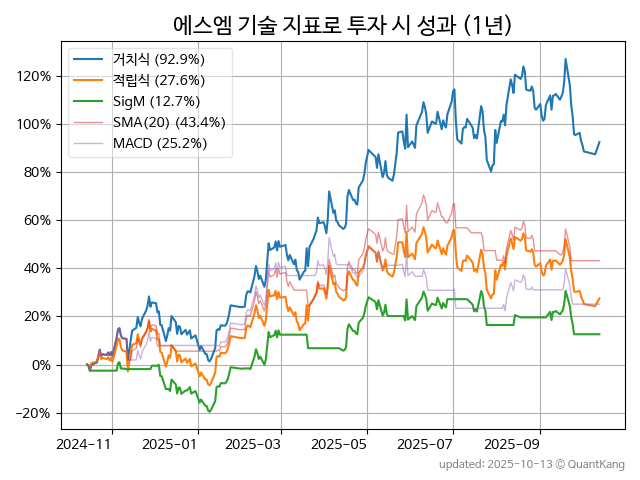 에스엠 기술 지표로 투자 시 성과 (1년)
거치식 (92.9%)
적립식 (27.6%)
SigM (12.7%)
SMA(20) (43.4%)
MACD (25.2%)
120%
100%
80%
60%
40%
20%
0%
−20%
2024-11
2025-01
2025-03
2025-05
2025-07
2025-09
updated: 2025-10-13 © QuantKang